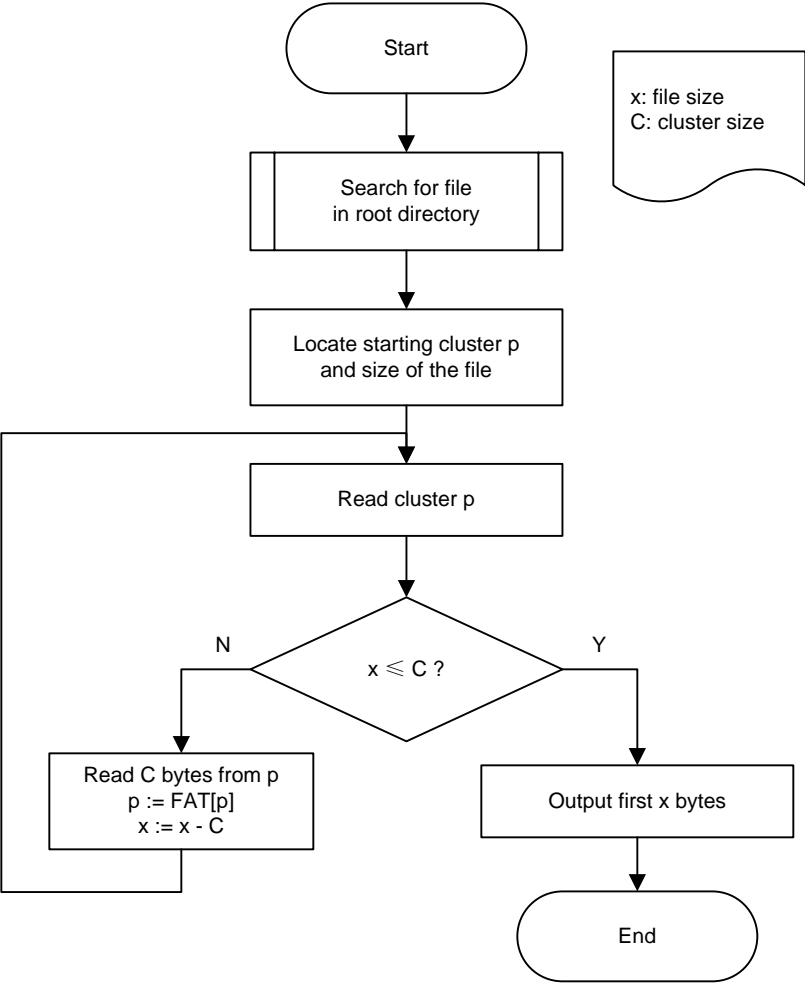 Start
x: file size
C: cluster size
Search for file
in root directory
Locate starting cluster p
and size of the file
Read cluster p
N
Y
x ≤ C ?
Read C bytes from p
p := FAT[p]
x := x - C
Output first x bytes
End